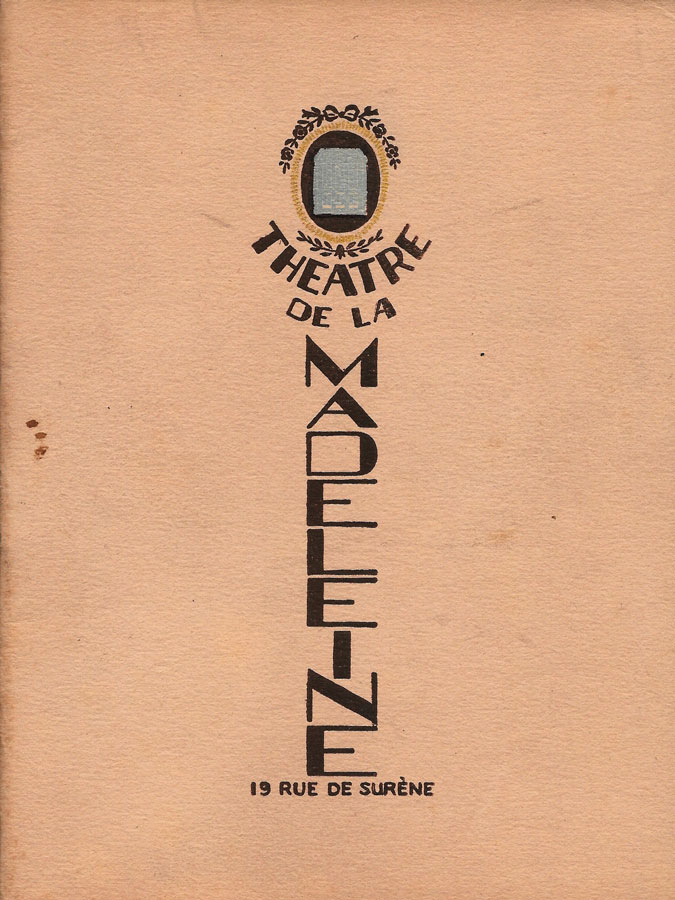 THEATRE
DE LA
MADELEINE
19 RUE DE SURÈNE